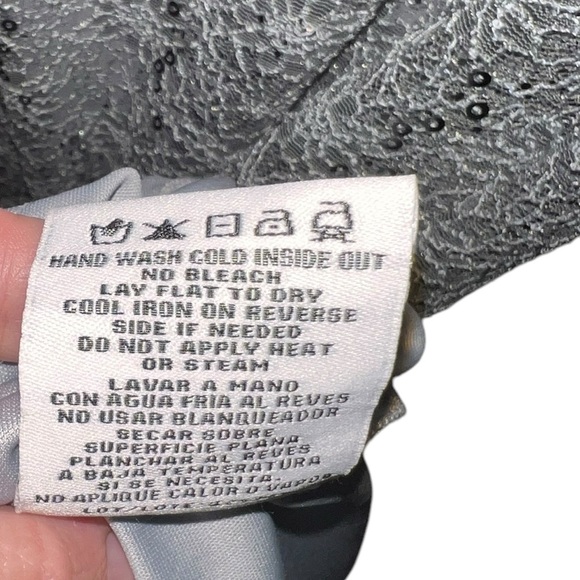 HAND WASH COLD INSIDE OUT
NO BLEACH
LAY FLAT TO DRY
COOL IRON ON REVERSE
SIDE IF NEEDED
DO NOT APPLY HEAT
OR STEAM
LAVAR A MANO
CON AGUA FRIA AL REVES
NO USAR BLANQUEADOR
SECAR SOBRE
SUPERFICIE PLANA
PLANCHAR AL REVES
A BAJA TEMPERATURA
SI SE NECESITA.
NO APLIQUE CALOR O VAPOR
LOT/LOTE